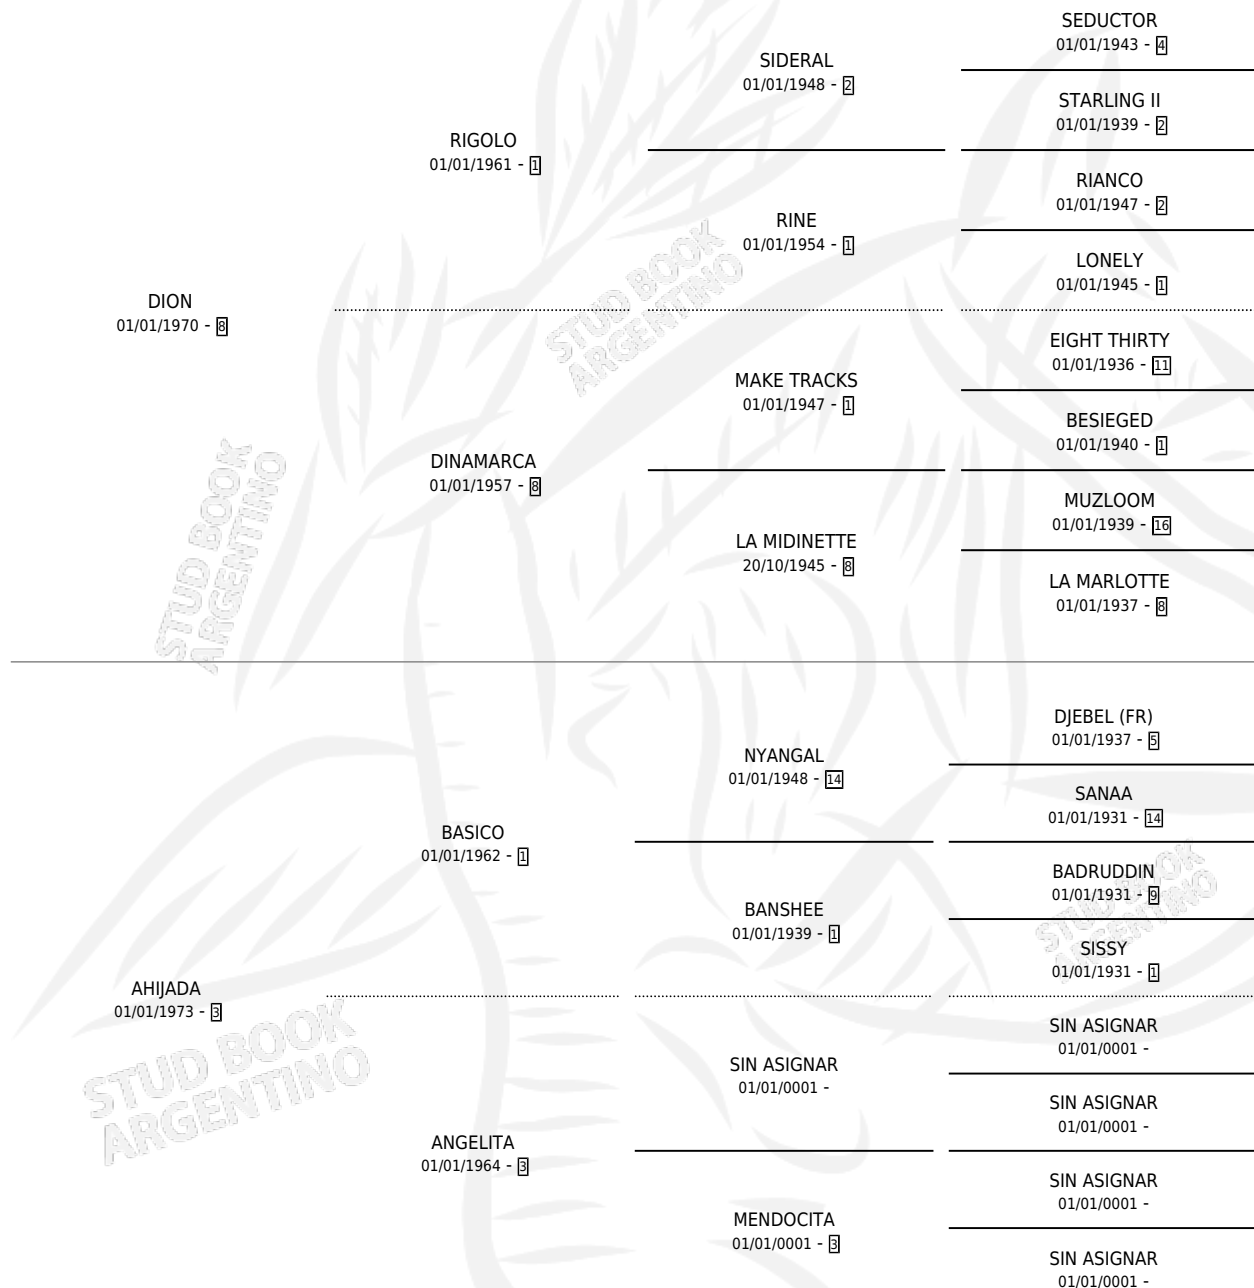 DION
01/01/1970 - 8
RIGOLO
01/01/1961 - 1
SIDERAL
01/01/1948 - 2
SEDUCTOR
01/01/1943 - 4
STARLING II
01/01/1939 - 2
RINE
01/01/1954 - 1
RIANCO
01/01/1947 - 2
LONELY
01/01/1945 - 1
DINAMARCA
01/01/1957 - 8
MAKE TRACKS
01/01/1947 - 1
EIGHT THIRTY
01/01/1936 - 11
BESIEGED
01/01/1940 - 1
LA MIDINETTE
20/10/1945 - 8
MUZLOOM
01/01/1939 - 16
LA MARLOTTE
01/01/1937 - 8
AHIJADA
01/01/1973 - 3
BASICO
01/01/1962 - 1
NYANGAL
01/01/1948 - 14
DJEBEL (FR)
01/01/1937 - 5
SANAA
01/01/1931 - 14
BANSHEE
01/01/1939 - 1
BADRUDDIN
01/01/1931 - 9
SISSY
01/01/1931 - 1
ANGELITA
01/01/1964 - 3
SIN ASIGNAR
01/01/0001 -
SIN ASIGNAR
01/01/0001 -
SIN ASIGNAR
01/01/0001 -
MENDOCITA
01/01/0001 - 3
SIN ASIGNAR
01/01/0001 -
SIN ASIGNAR
01/01/0001 -
STUD BOOK
ARGENTINO
STUD BOOK
ARGENTINO
STUD BOOK
ARGENTINO
STUD BOOK
ARGENTINO